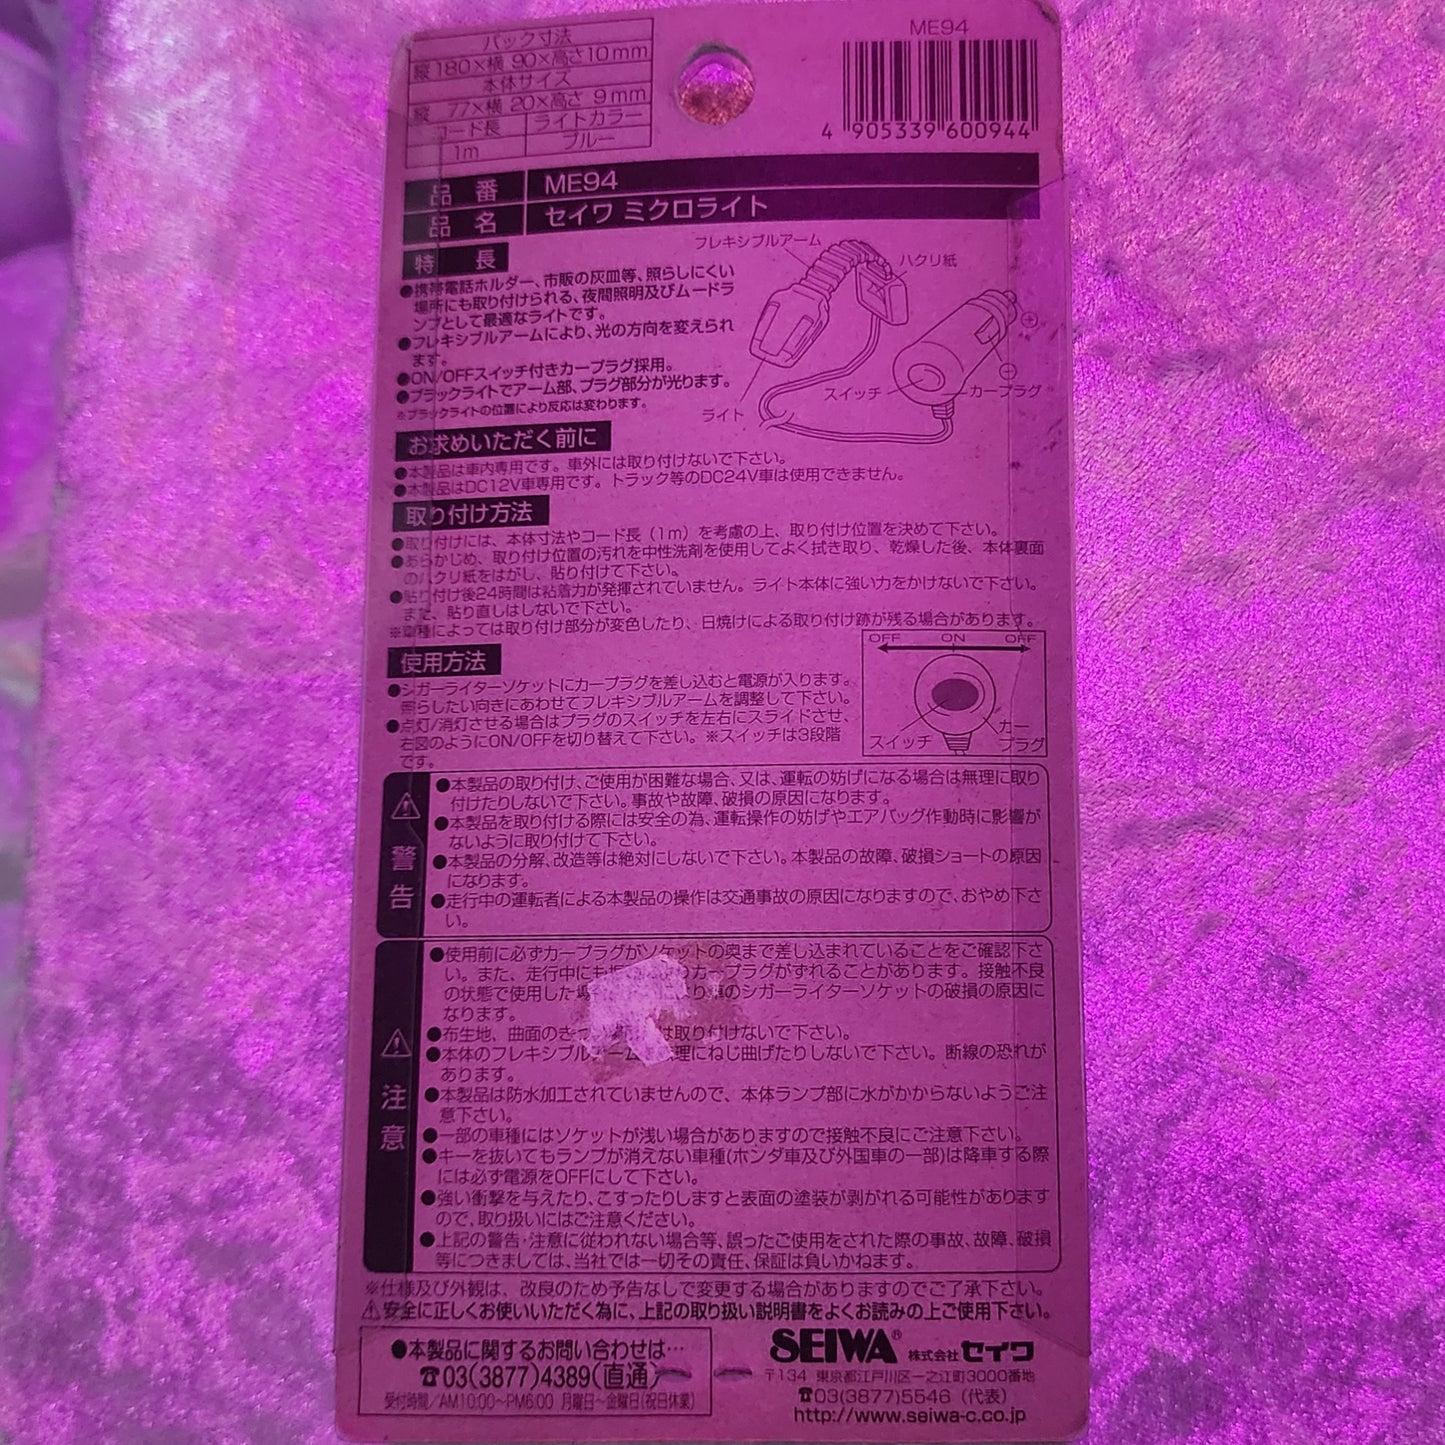 パック寸法
縦 180×横 90×高さ10mm
本体サイズ
縦 77×横 20×高さ 9mm
コード長 ライトカラー
1m ブルー
ME94
4 905339 600944
品番 ME94
品名 セイワ ミクロライト
特長
●携帯電話ホルダー、市販の灰皿等、照らしにくい
場所にも取り付けられる、夜間照明及びムードラ
ンプとして最適なライトです。
●フレキシブルアームにより、光の方向を変えられ
ます。
●ON/OFFスイッチ付きカープラグ採用。
●ブラックライトでアーム部、プラグ部分が光ります。
※ブラックライトの位置により反応は変わります。
フレキシブルアーム
ハクリ紙
スイッチ
カープラグ
ライト
⊕
⊖
お求めいただく前に
●本製品は車内専用です。車外には取り付けないで下さい。
●本製品はDC12V車専用です。トラック等のDC24V車は使用できません。
取り付け方法
●取り付けには、本体寸法やコード長（1m）を考慮の上、取り付け位置を決めて下さい。
●あらかじめ、取り付け位置の汚れを中性洗剤を使用してよく拭き取り、乾燥した後、本体裏面
のハクリ紙をはがし、貼り付けて下さい。
●貼り付け後24時間は粘着力が発揮されていません。ライト本体に強い力をかけないで下さい。
また、貼り直しはしないで下さい。
※車種によっては取り付け部分が変色したり、日焼けによる取り付け跡が残る場合があります。
使用方法
●シガーライターソケットにカープラグを差し込むと電源が入ります。
照らしたい向きにあわせてフレキシブルアームを調整して下さい。
●点灯/消灯させる場合はプラグのスイッチを左右にスライドさせ、
右図のようにON/OFFを切り替えて下さい。※スイッチは3段階
です。
OFF ON OFF
スイッチ
カー
プラグ
⚠警告
●本製品の取り付け、ご使用が困難な場合、又は、運転の妨げになる場合は無理に取り
付けたりしないで下さい。事故や故障、破損の原因になります。
●本製品を取り付ける際には安全の為、運転操作の妨げやエアバッグ作動時に影響が
ないように取り付けて下さい。
●本製品の分解、改造等は絶対にしないで下さい。本製品の故障、破損ショートの原因
になります。
●走行中の運転者による本製品の操作は交通事故の原因になりますので、おやめ下さ
い。
⚠注意
●使用前に必ずカープラグがソケットの奥まで差し込まれていることをご確認下さ
い。また、走行中にも カープラグがずれることがあります。接触不良
の状態で使用した 車のシガーライターソケットの破損の原因に
なります。
●布生地、曲面の は取り付けないで下さい。
●本体のフレキシブルアーム 理にねじ曲げたりしないで下さい。断線の恐れが
あります。
●本製品は防水加工されていませんので、本体ランプ部に水がかからないようご注
意下さい。
●一部の車種にはソケットが浅い場合がありますので接触不良にご注意下さい。
●キーを抜いてもランプが消えない車種(ホンダ車及び外国車の一部)は降車する際
には必ず電源をOFFにして下さい。
●強い衝撃を与えたり、こすったりしますと表面の塗装が剥がれる可能性があります
ので、取り扱いにはご注意ください。
●上記の警告・注意に従われない場合等、誤ったご使用をされた際の事故、故障、破損
等につきましては、当社では一切その責任、保証は負いかねます。
※仕様及び外観は、改良のため予告なしで変更する場合がありますのでご了承下さい。
⚠安全に正しくお使いいただく為に、上記の取り扱い説明書をよくお読みの上ご使用下さい。
●本製品に関するお問い合わせは…
☎03(3877)4389(直通)
受付時間／AM10:00～PM6:00 月曜日～金曜日(祝日休業)
SEIWA® 株式会社セイワ
〒134 東京都江戸川区一之江町3000番地
☎03(3877)5546（代表）
http://www.seiwa-c.co.jp